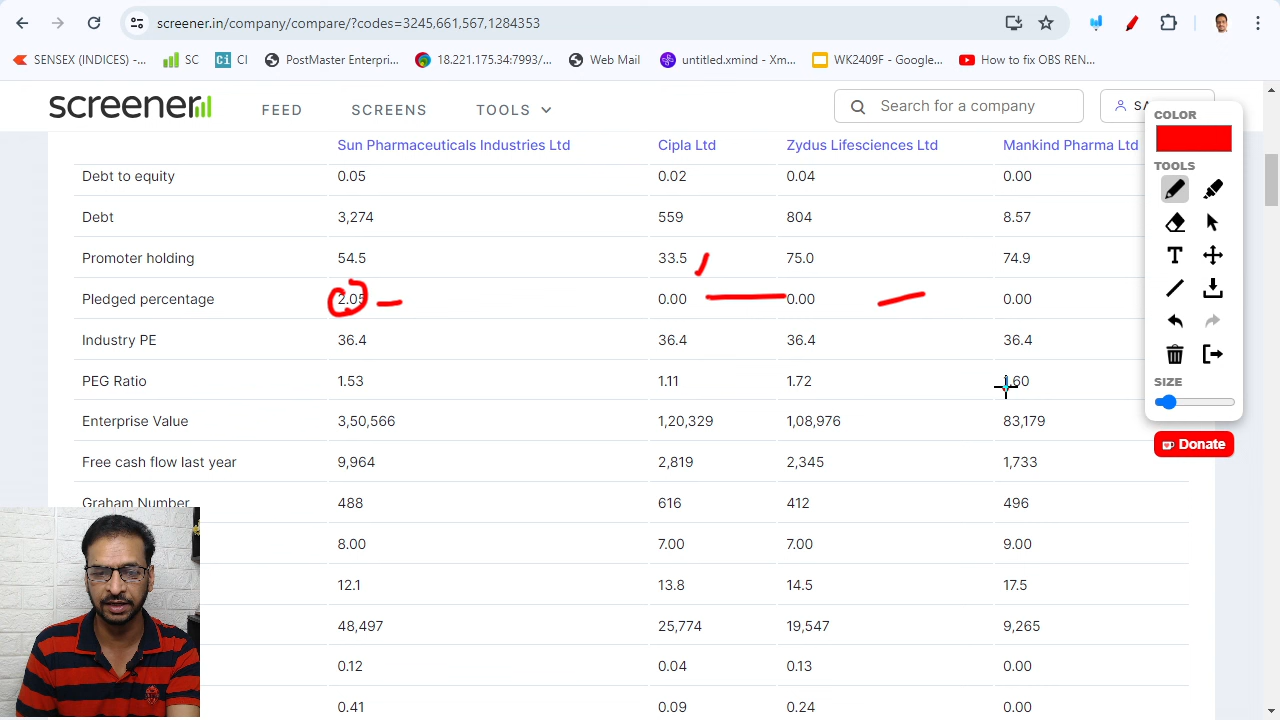 screener.in/company/compare/?codes=3245,661,567,1284353
SENSEX (INDICES) -... SC CI PostMaster Enterpri... 18.221.175.34:7993/... Web Mail untitled.xmind - Xm... WK2409F - Google... How to fix OBS REN...
screener FEED SCREENS TOOLS Search for a company SA
COLOR
TOOLS
SIZE
Donate
Sun Pharmaceuticals Industries Ltd Cipla Ltd Zydus Lifesciences Ltd Mankind Pharma Ltd
Debt to equity 0.05 0.02 0.04 0.00
Debt 3,274 559 804 8.57
Promoter holding 54.5 33.5 75.0 74.9
Pledged percentage 2.05 0.00 0.00 0.00
Industry PE 36.4 36.4 36.4 36.4
PEG Ratio 1.53 1.11 1.72 1.60
Enterprise Value 3,50,566 1,20,329 1,08,976 83,179
Free cash flow last year 9,964 2,819 2,345 1,733
Graham Number 488 616 412 496
8.00 7.00 7.00 9.00
12.1 13.8 14.5 17.5
48,497 25,774 19,547 9,265
0.12 0.04 0.13 0.00
0.41 0.09 0.24 0.00